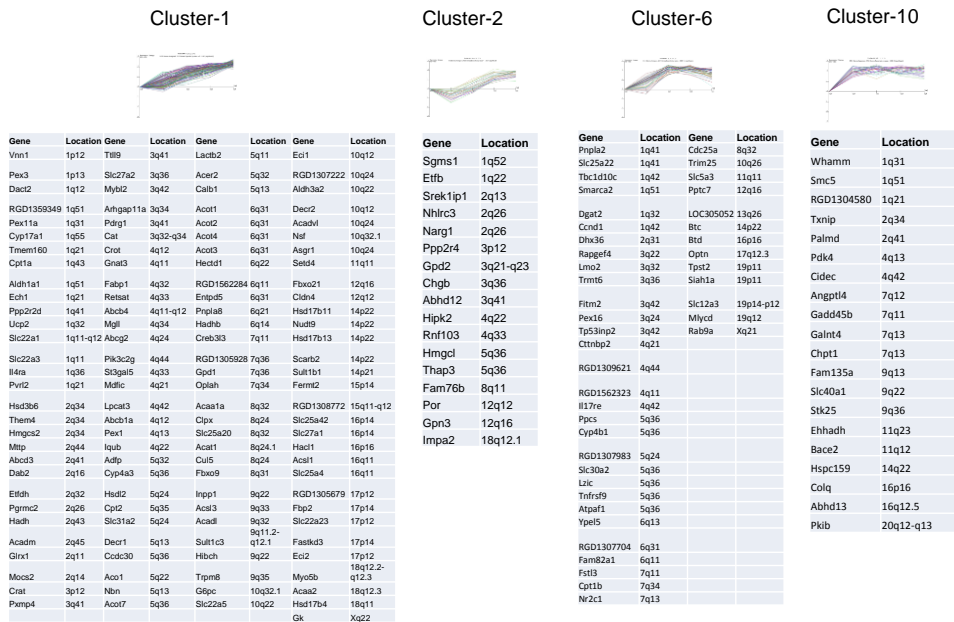 Cluster-1
Cluster-2
Cluster-6
Cluster-10
Gene Location Gene Location Gene Location Gene Location
Vnn1 1p12 Ttll9 3q41 Lactb2 5q11 Eci1 10q12
Pex3 1p13 Slc27a2 3q36 Acer2 5q32 RGD1307222 10q24
Dact2 1q12 Mybl2 3q42 Calb1 5q13 Aldh3a2 10q22
RGD1359349 1q51 Arhgap11a 3q34 Acot1 6q31 Decr2 10q12
Pex11a 1q31 Pdrg1 3q41 Acot2 6q31 Acadvl 10q24
Cyp17a1 1q55 Cat 3q32-q34 Acot4 6q31 Nsf 10q32.1
Tmem160 1q21 Crot 4q12 Acot3 6q31 Asgr1 10q24
Cpt1a 1q43 Gnat3 4q11 Hectd1 6q22 Setd4 11q11
Aldh1a1 1q51 Fabp1 4q32 RGD1562284 6q11 Fbxo21 12q16
Ech1 1q21 Retsat 4q33 Entpd5 6q31 Cldn4 12q12
Ppp2r2d 1q41 Abcb4 4q11-q12 Pnpla8 6q21 Hsd17b11 14p22
Ucp2 1q32 Mgll 4q34 Hadhb 6q14 Nudt9 14p22
Slc22a1 1q11-q12 Abcg2 4q24 Creb3l3 7q11 Hsd17b13 14p22
Slc22a3 1q11 Pik3c2g 4q44 RGD1305928 7q36 Scarb2 14p22
Il4ra 1q36 St3gal5 4q33 Gpd1 7q36 Sult1b1 14p21
Pvrl2 1q21 Mdfic 4q21 Oplah 7q34 Fermt2 15p14
Hsd3b6 2q34 Lpcat3 4q42 Acaa1a 8q32 RGD1308772 15q11-q12
Them4 2q34 Abcb1a 4q12 Clpx 8q24 Slc25a42 16p14
Hmgcs2 2q34 Pex1 4q13 Slc25a20 8q32 Slc27a1 16p14
Mttp 2q44 Iqub 4q22 Acat1 8q24.1 Hacl1 16p16
Abcd3 2q41 Adfp 5q32 Cul5 8q24 Acsl1 16q11
Dab2 2q16 Cyp4a3 5q36 Fbxo9 8q31 Slc25a4 16q11
Etfdh 2q32 Hsdl2 5q24 Inpp1 9q22 RGD1305679 17p12
Pgrmc2 2q26 Cpt2 5q35 Acsl3 9q33 Fbp2 17p14
Hadh 2q43 Slc31a2 5q24 Acadl 9q32 Slc22a23 17p12
Acadm 2q45 Decr1 5q13 Sult1c3 9q11.2-q12.1 Fastkd3 17p14
Glrx1 2q11 Ccdc30 5q36 Hibch 9q22 Eci2 17p12
Mocs2 2q14 Aco1 5q22 Trpm8 9q35 Myo5b 18q12.2-q12.3
Crat 3p12 Nbn 5q13 G6pc 10q32.1 Acaa2 18q12.3
Pxmp4 3q41 Acot7 5q36 Slc22a5 10q22 Hsd17b4 18q11
Gk Xq22
Gene Location
Sgms1 1q52
Etfb 1q22
Srek1ip1 2q13
Nhlrc3 2q26
Narg1 2q26
Ppp2r4 3p12
Gpd2 3q21-q23
Chgb 3q36
Abhd12 3q41
Hipk2 4q22
Rnf103 4q33
Hmgcl 5q36
Thap3 5q36
Fam76b 8q11
Por 12q12
Gpn3 12q16
Impa2 18q12.1
Gene Location Gene Location
Pnpla2 1q41 Cdc25a 8q32
Slc25a22 1q41 Trim25 10q26
Tbc1d10c 1q42 Slc5a3 11q11
Smarca2 1q51 Pptc7 12q16
Dgat2 1q32 LOC305052 13q26
Ccnd1 1q42 Btc 14p22
Dhx36 2q31 Btd 16p16
Rapgef4 3q22 Optn 17q12.3
Lmo2 3q32 Tpst2 19p11
Trmt6 3q36 Siah1a 19p11
Fitm2 3q42 Slc12a3 19p14-p12
Pex16 3q24 Mlycd 19q12
Tp53inp2 3q42 Rab9a Xq21
Cttnbp2 4q21
RGD1309621 4q44
RGD1562323 4q11
Il17re 4q42
Ppcs 5q36
Cyp4b1 5q36
RGD1307983 5q24
Slc30a2 5q36
Lzic 5q36
Tnfrsf9 5q36
Atpaf1 5q36
Ypel5 6q13
RGD1307704 6q31
Fam82a1 6q11
Fstl3 7q11
Cpt1b 7q34
Nr2c1 7q13
Gene Location
Whamm 1q31
Smc5 1q51
RGD1304580 1q21
Txnip 2q34
Palmd 2q41
Pdk4 4q13
Cidec 4q42
Angptl4 7q12
Gadd45b 7q11
Galnt4 7q13
Chpt1 7q13
Fam135a 9q13
Slc40a1 9q22
Stk25 9q36
Ehhadh 11q23
Bace2 11q12
Hspc159 14q22
Colq 16p16
Abhd13 16q12.5
Pkib 20q12-q13